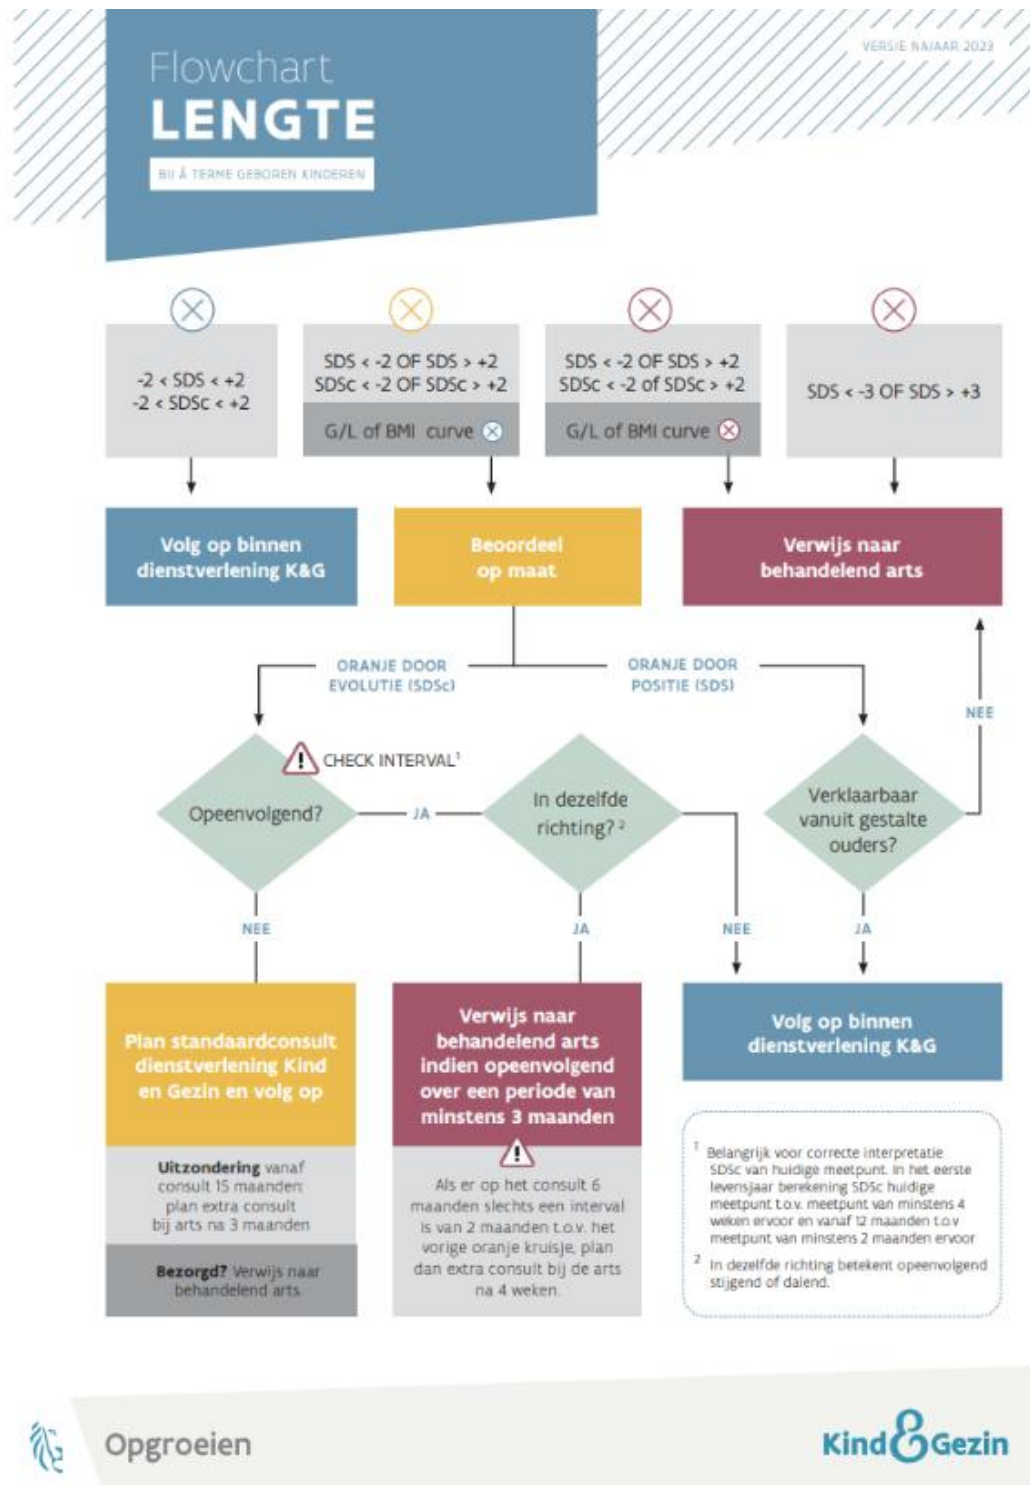 VERSIE NAJAAR 2023
Flowchart
LENGTE
BIJ À TERME GEBOREN KINDEREN
-2 < SDS < +2
-2 < SDSc < +2
SDS < -2 OF SDS > +2
SDSc < -2 OF SDSc > +2
G/L of BMI curve
SDS < -2 OF SDS > +2
SDSc < -2 of SDSc > +2
G/L of BMI curve
SDS < -3 OF SDS > +3
Volg op binnen
dienstverlening K&G
Beoordeel
op maat
Verwijs naar
behandelend arts
ORANJE DOOR
EVOLUTIE (SDSc)
ORANJE DOOR
POSITIE (SDS)
NEE
CHECK INTERVAL¹
Opeenvolgend?
JA
In dezelfde
richting? ²
Verklaarbaar
vanuit gestalte
ouders?
NEE
JA
NEE
JA
Plan standaardconsult
dienstverlening Kind
en Gezin en volg op
Uitzondering vanaf
consult 15 maanden:
plan extra consult
bij arts na 3 maanden
Bezorgd? Verwijs naar
behandelend arts.
Verwijs naar
behandelend arts
indien opeenvolgend
over een periode van
minstens 3 maanden
Als er op het consult 6
maanden slechts een interval
is van 2 maanden t.o.v. het
vorige oranje kruisje, plan
dan extra consult bij de arts
na 4 weken.
Volg op binnen
dienstverlening K&G
¹ Belangrijk voor correcte interpretatie
SDSc van huidige meetpunt. In het eerste
levensjaar berekening SDSc huidige
meetpunt t.o.v. meetpunt van minstens 4
weken ervoor en vanaf 12 maanden t.o.v
meetpunt van minstens 2 maanden ervoor
² In dezelfde richting betekent opeenvolgend
stijgend of dalend.
Opgroeien
Kind & Gezin